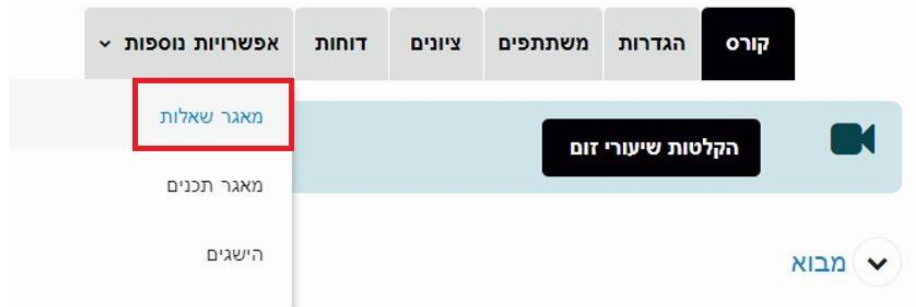 קורס הגדרות משתתפים ציונים דוחות אפשרויות נוספות
מאגר שאלות
הקלטות שיעורי זום
מאגר תכנים
הישגים
מבוא